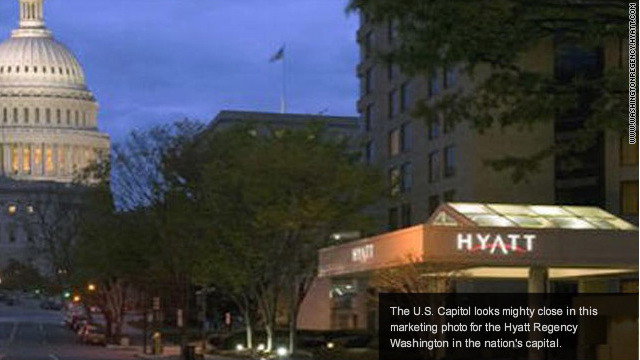 WWW.WASHINGTONREGENCY.HYATT.COM
HYATT
HYATT
The U.S. Capitol looks mighty close in this
marketing photo for the Hyatt Regency
Washington in the nation's capital.